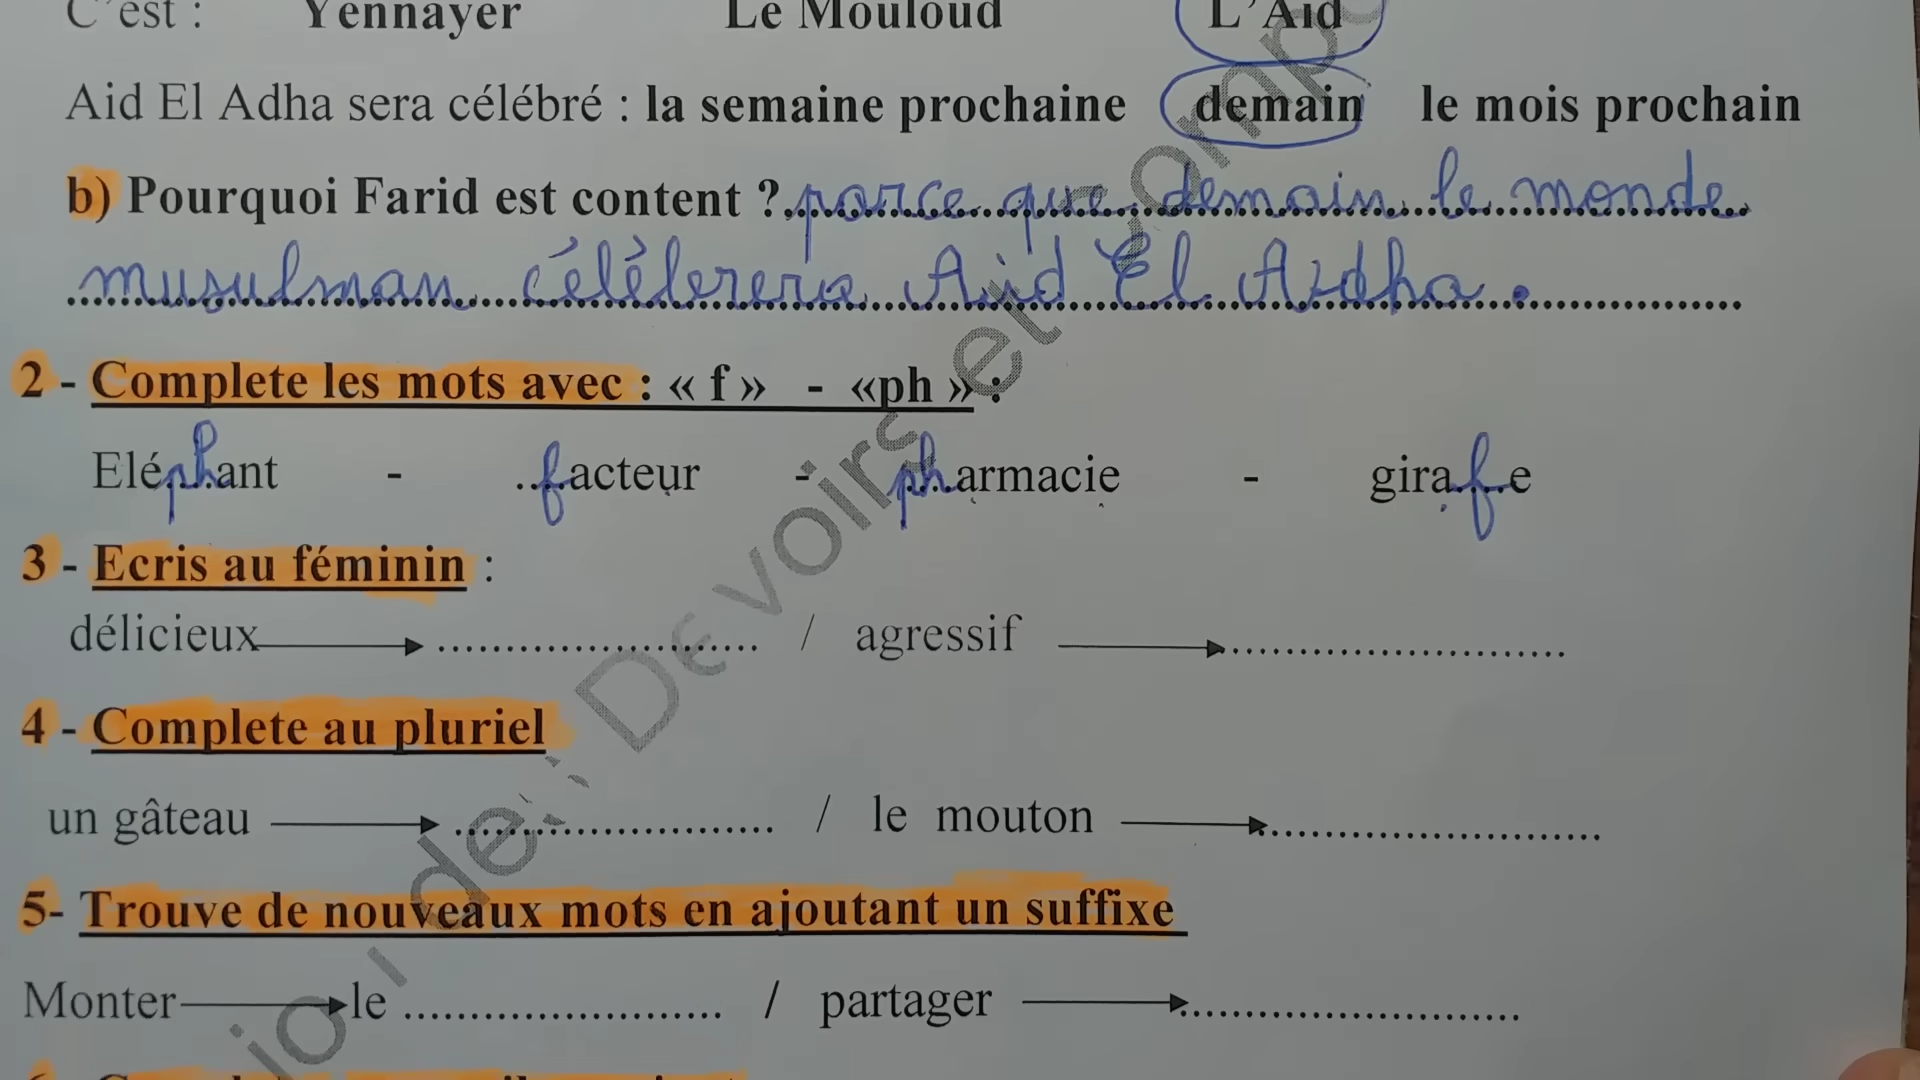 C'est : Yennayer Le Mouloud L'Aid
Aid El Adha sera célébré : la semaine prochaine demain le mois prochain
b) Pourquoi Farid est content ? parce que demain le monde
musulman célèbrera Aid El Adha.
2 - Complete les mots avec : « f » - «ph » :
Eléphant - facteur - pharmacie - girafe
3 - Ecris au féminin :
délicieux ........................ / agressif ........................
4 - Complete au pluriel
un gâteau ........................ / le mouton ........................
5- Trouve de nouveaux mots en ajoutant un suffixe
Monter le ........................ / partager ........................
Devoirs et